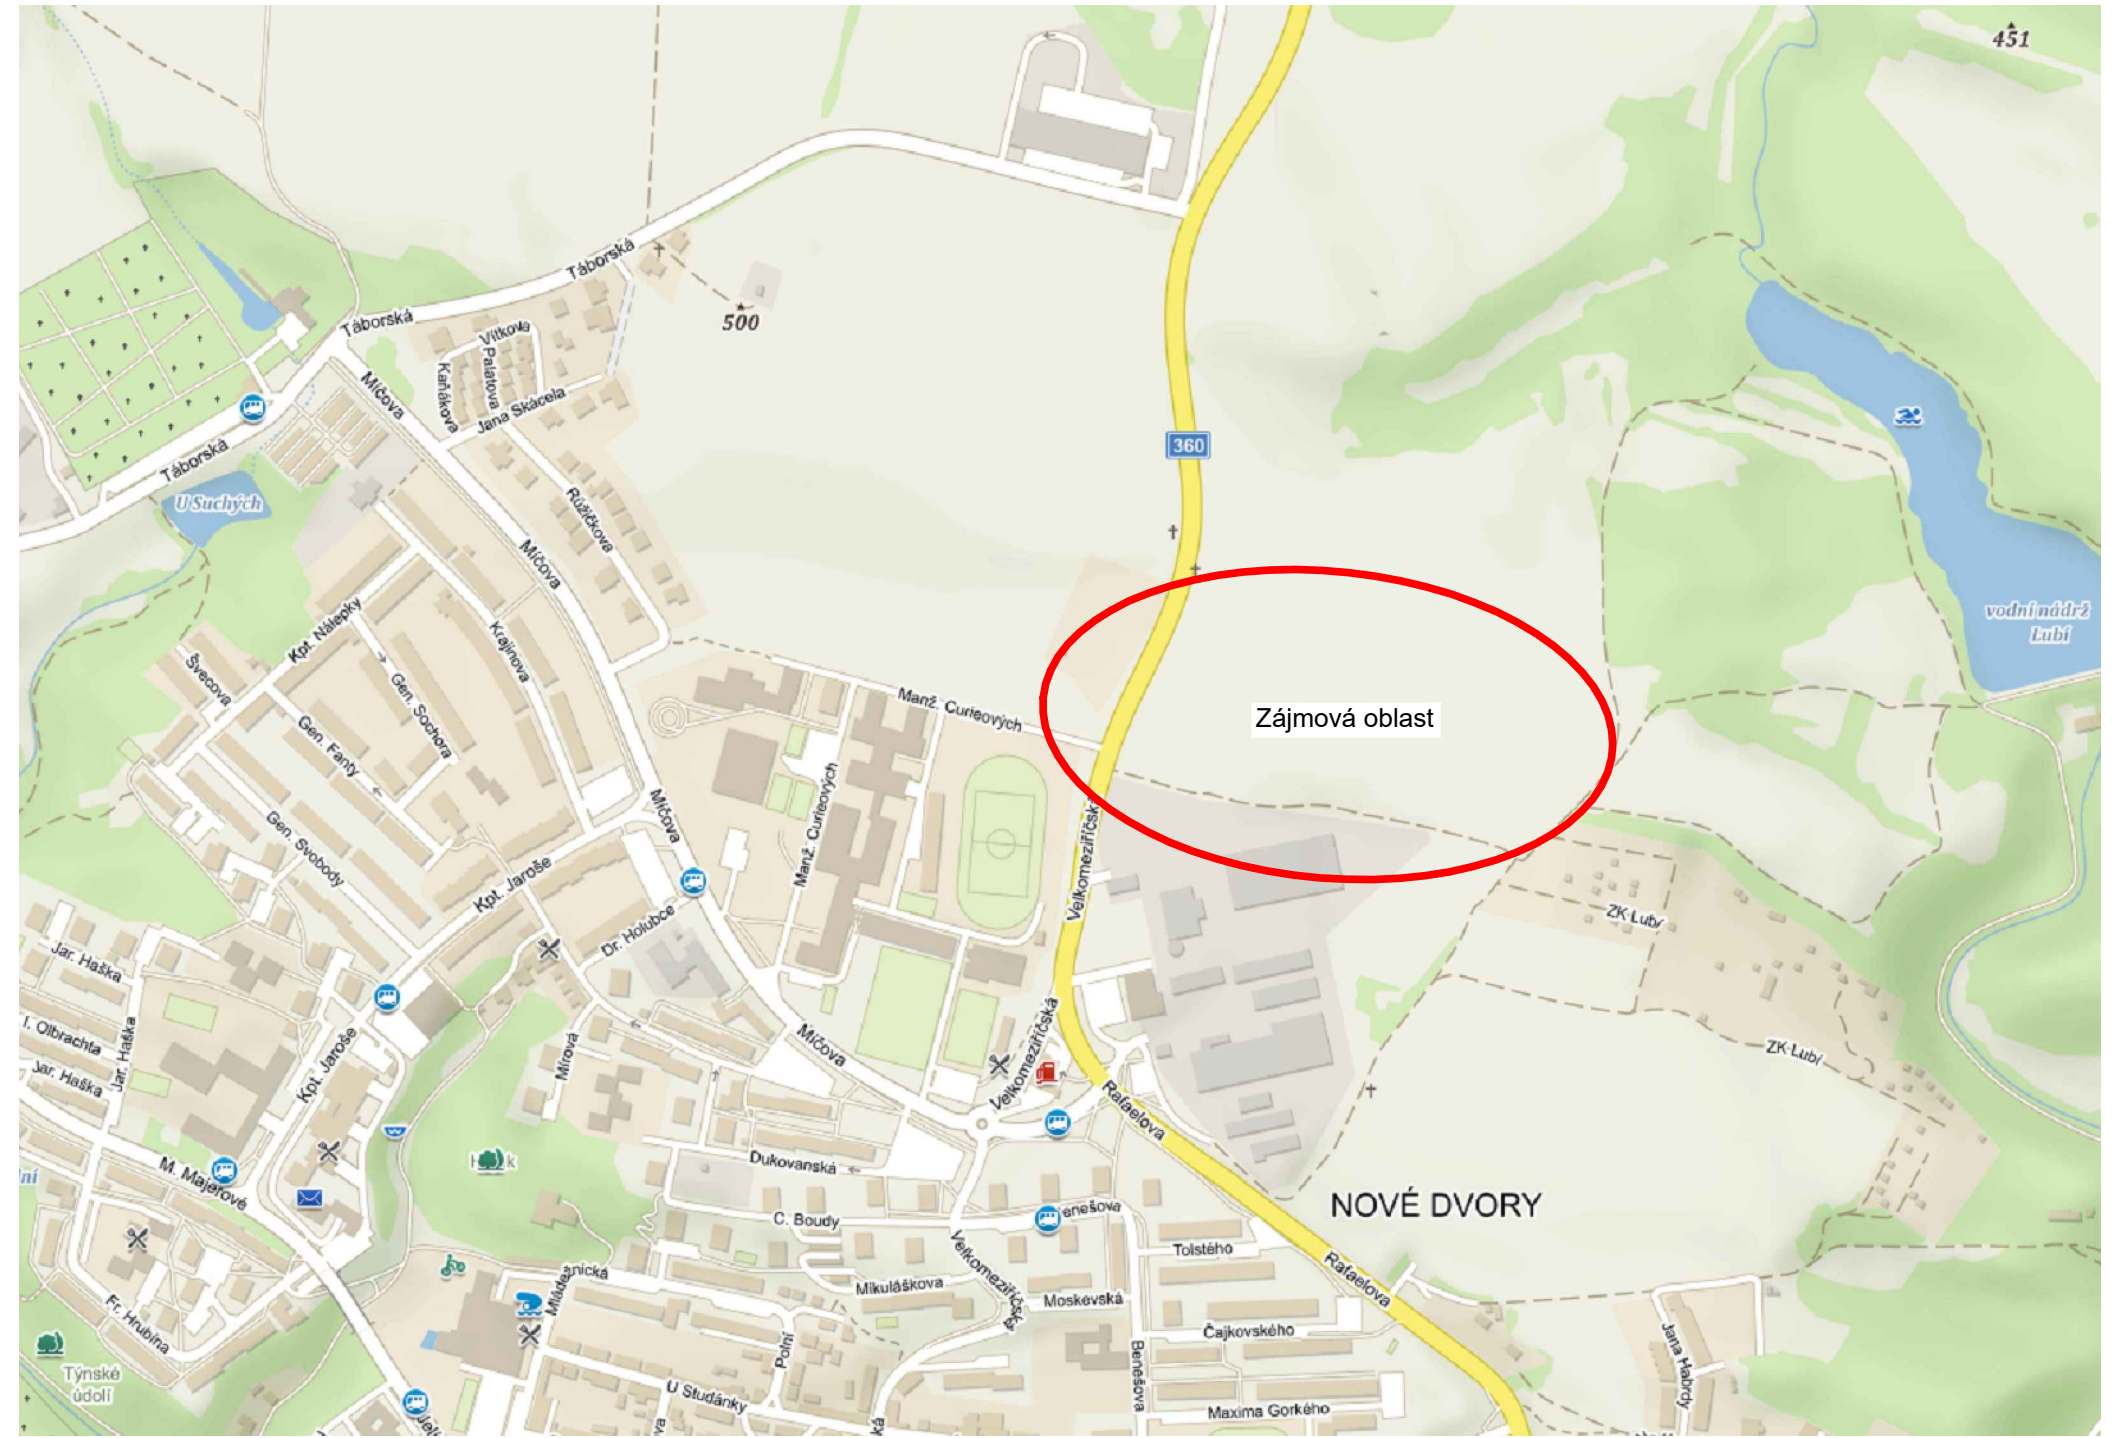 451
Táborská
500
Táborská
Vítkova
Palatova
Kaňákova
Jana Skácela
Míčova
360
Táborská
U Suchých
Růžičkova
Míčova
Kpt. Nálepky
Krajinova
vodní nádrž
Lubí
Švecova
Gen. Sochora
Manž. Curieových
Zájmová oblast
Gen. Fanty
Míčova
Manž. Curieových
Velkomeziříčská
Gen. Svobody
Kpt. Jaroše
Dr. Holubce
ZK Lubí
Jar. Haška
I. Olbrachta
Jar. Haška
Jar. Haška
Kpt. Jaroše
Mírová
Míčova
Velkomeziříčská
ZK Lubí
Rafaelova
M. Majerové
Dukovanská
NOVÉ DVORY
C. Boudy
Velkomeziříčská
Tolstého
Rafaelova
Mládežnická
Mikuláškova
Moskevská
Fr. Hrubína
Polní
Čajkovského
Benešova
Jana Habrdy
Týnské
údolí
U Studánky
Maxima Gorkého